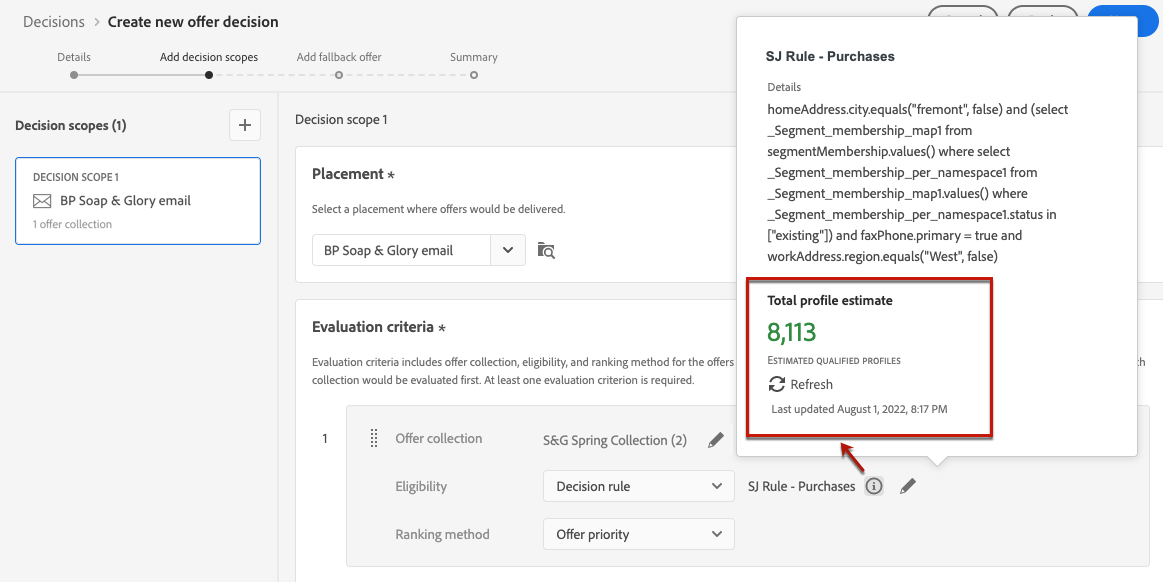 Decisions > Create new offer decision
Details
Add decision scopes
Add fallback offer
Summary
Decision scopes (1)
+
DECISION SCOPE 1
BP Soap & Glory email
1 offer collection
Decision scope 1
Placement *
Select a placement where offers would be delivered.
BP Soap & Glory email
Evaluation criteria *
Evaluation criteria includes offer collection, eligibility, and ranking method for the offers
collection would be evaluated first. At least one evaluation criterion is required.
1
Offer collection
S&G Spring Collection (2)
Eligibility
Decision rule
SJ Rule - Purchases
Ranking method
Offer priority
SJ Rule - Purchases
Details
homeAddress.city.equals("fremont", false) and (select
_Segment_membership_map1 from
segmentMembership.values() where select
_Segment_membership_per_namespace1 from
_Segment_membership_map1.values() where
_Segment_membership_per_namespace1.status in
["existing"]) and faxPhone.primary = true and
workAddress.region.equals("West", false)
Total profile estimate
8,113
ESTIMATED QUALIFIED PROFILES
Refresh
Last updated August 1, 2022, 8:17 PM